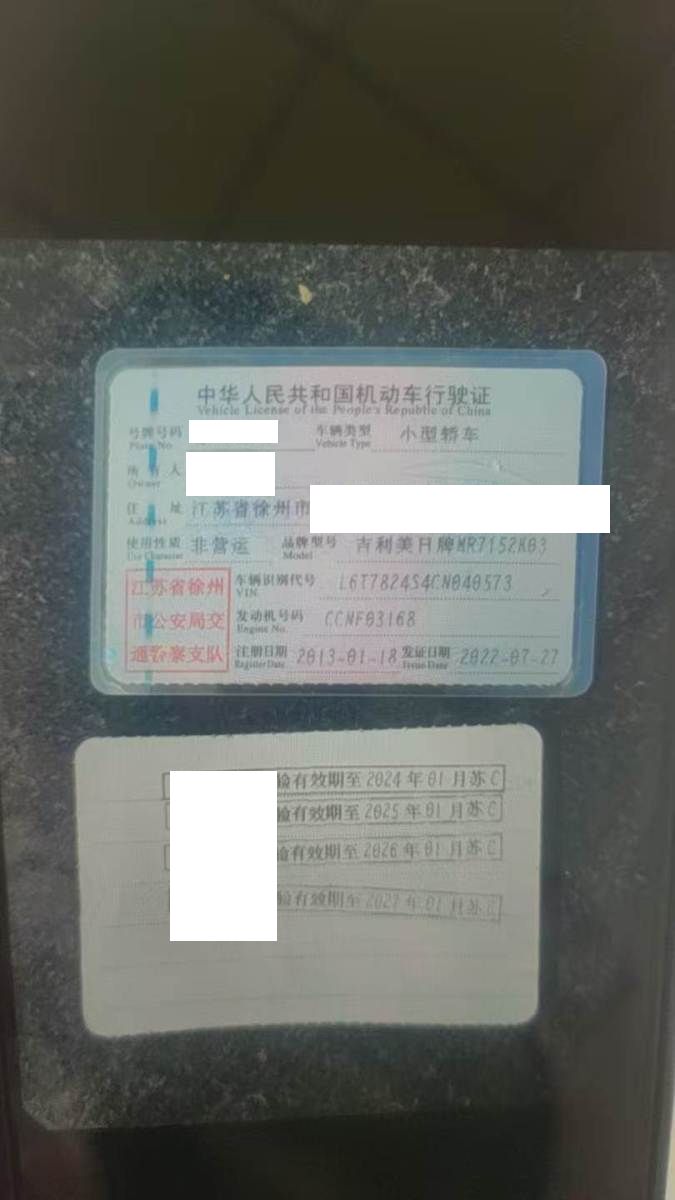 中华人民共和国机动车行驶证
Vehicle License of the People's Republic of China
号牌号码 车辆类型 小型轿车
Plate No. Vehicle Type
所有人
Owner
住址 江苏省徐州市
Address
使用性质 非营运 品牌型号 吉利美日牌MR7152K03
Use Character Model
江苏省徐州 车辆识别代号 L6T7824S4CN040573
VIN
市公安局交 发动机号码 CCNF03168
Engine No.
通警察支队 注册日期 2013-01-18 发证日期 2022-07-27
Register Date Issue Date
验有效期至2024年01月苏C
验有效期至2025年01月苏C
验有效期至2026年01月苏C
验有效期至2027年01月苏C